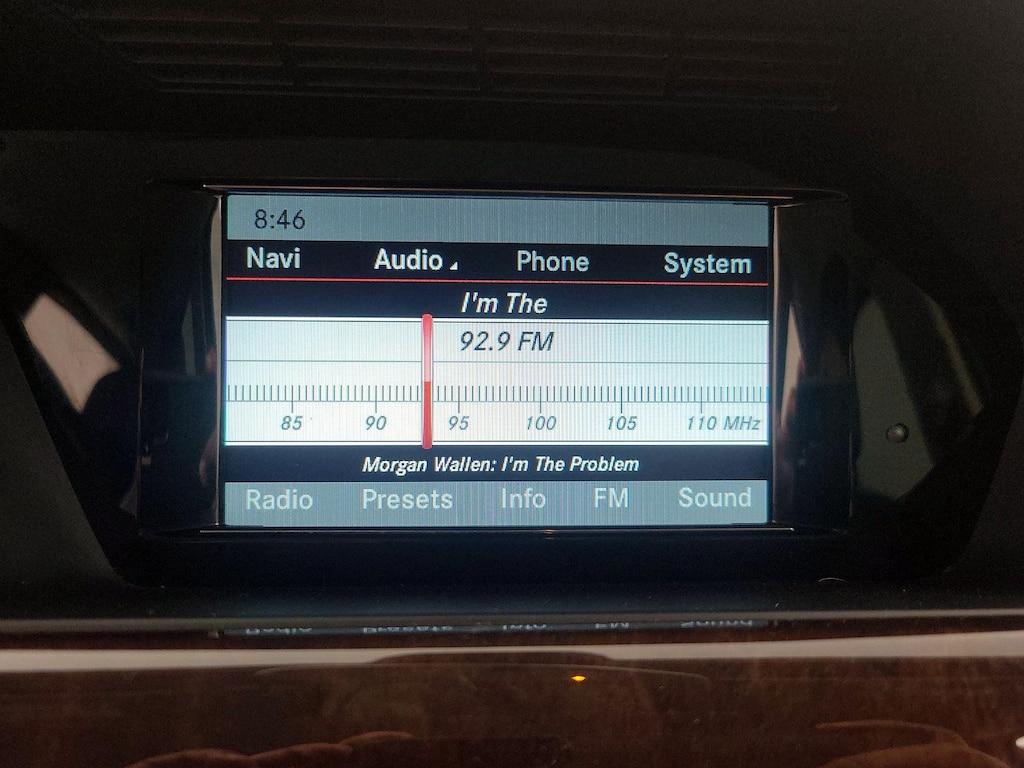 8:46
Navi Audio Phone System
I'm The
92.9 FM
85 90 95 100 105 110 MHz
Morgan Wallen: I'm The Problem
Radio Presets Info FM Sound